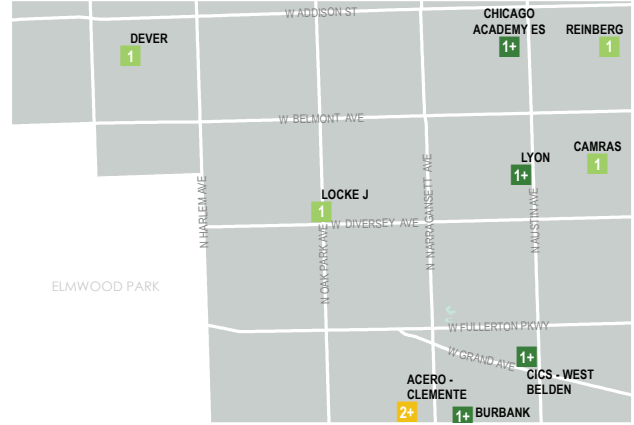 W ADDISON ST
CHICAGO
ACADEMY ES
1+
REINBERG
1
DEVER
1
W BELMONT AVE
LYON
1+
CAMRAS
1
N HARLEM AVE
LOCKE J
1
W DIVERSEY AVE
N OAK PARK AVE
N NARRAGANSETT AVE
N AUSTIN AVE
ELMWOOD PARK
W FULLERTON PKWY
W GRAND AVE
1+
CICS - WEST
BELDEN
ACERO -
CLEMENTE
2+
1+
BURBANK